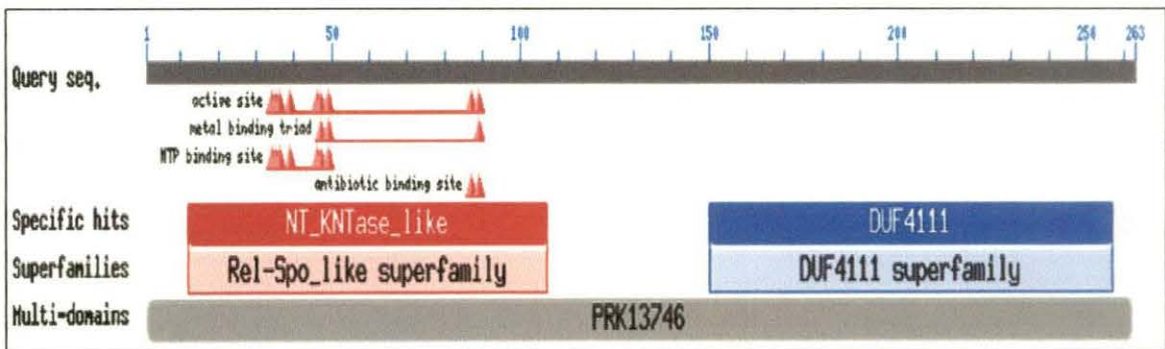 1 50 100 150 200 250 263
Query seq.
active site
metal binding triad
NTP binding site
antibiotic binding site
Specific hits NT_KNTase_like DUF4111
Superfamilies Rel-Spo_like superfamily DUF4111 superfamily
Multi-domains PRK13746